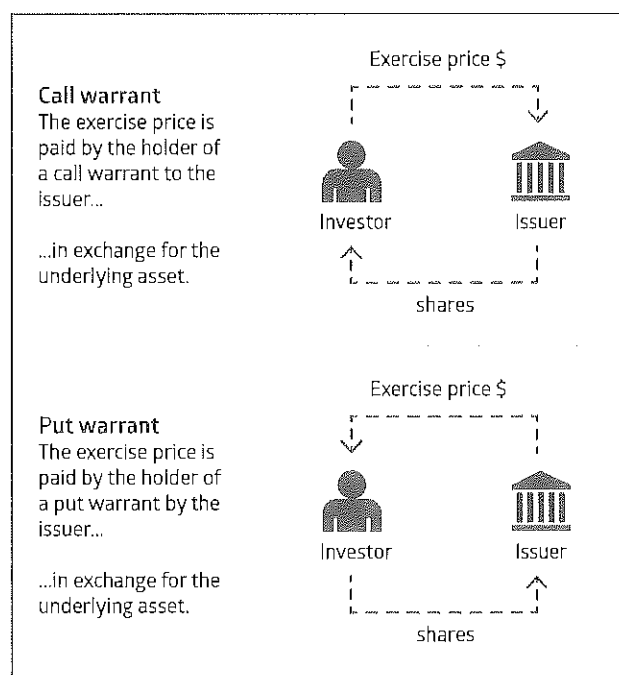 Exercise price $
Call warrant
The exercise price is
paid by the holder of
a call warrant to the
issuer...
Investor
Issuer
...in exchange for the
underlying asset.
shares
Exercise price $
Put warrant
The exercise price is
paid by the holder of
a put warrant by the
issuer...
Investor
Issuer
...in exchange for the
underlying asset.
shares